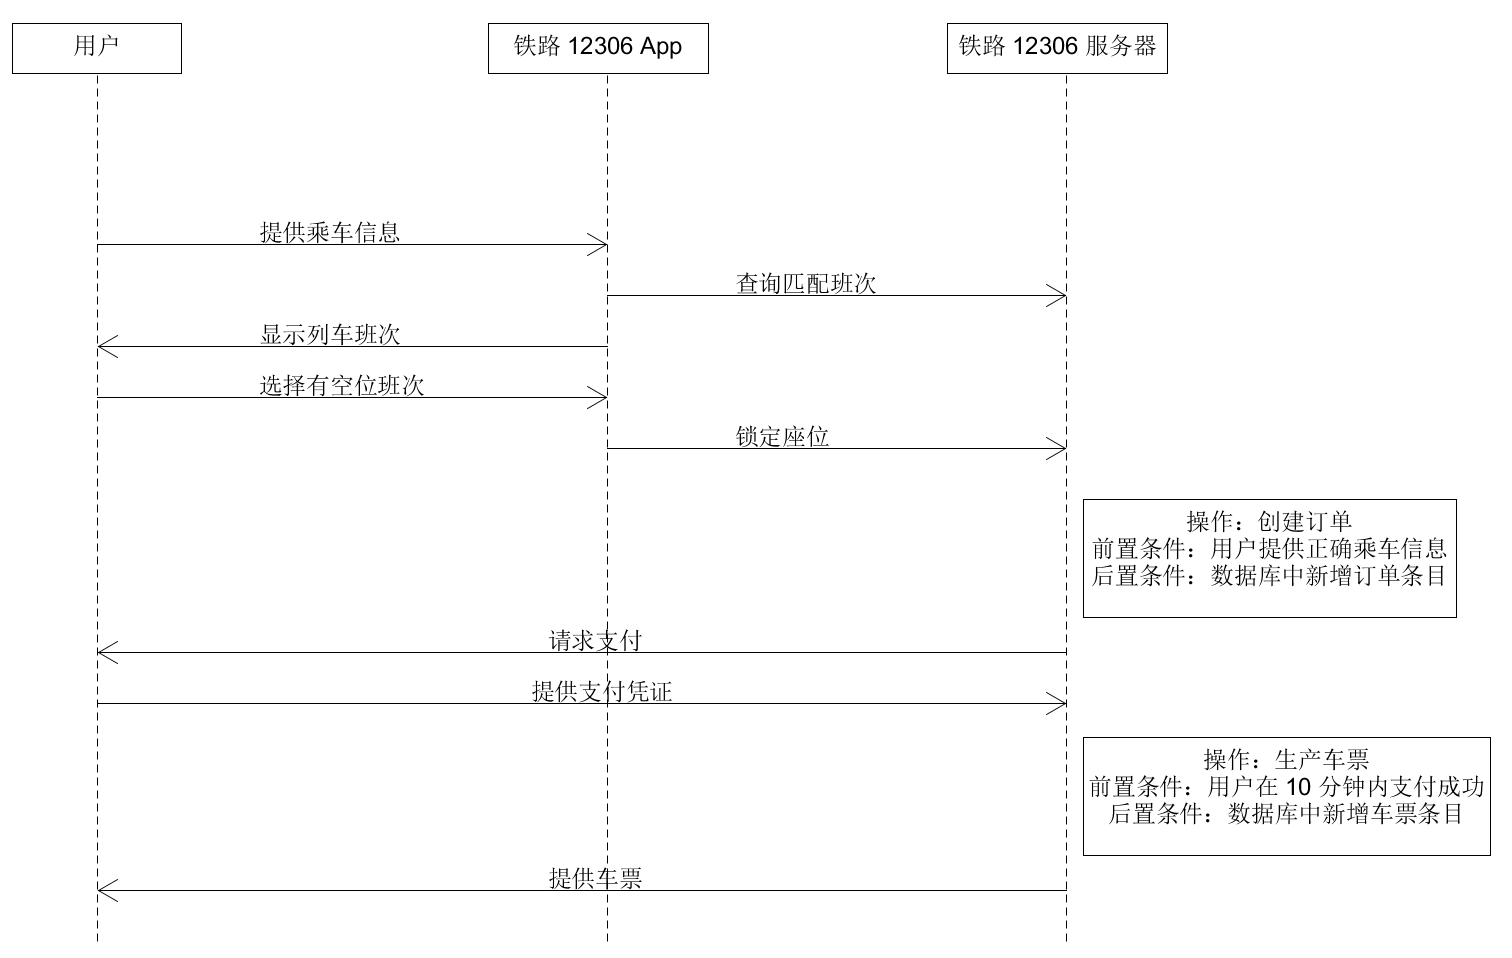 用户
铁路 12306 App
铁路 12306 服务器
提供乘车信息
查询匹配班次
显示列车班次
选择有空位班次
锁定座位
操作：创建订单
前置条件：用户提供正确乘车信息
后置条件：数据库中新增订单条目
请求支付
提供支付凭证
操作：生产车票
前置条件：用户在 10 分钟内支付成功
后置条件：数据库中新增车票条目
提供车票